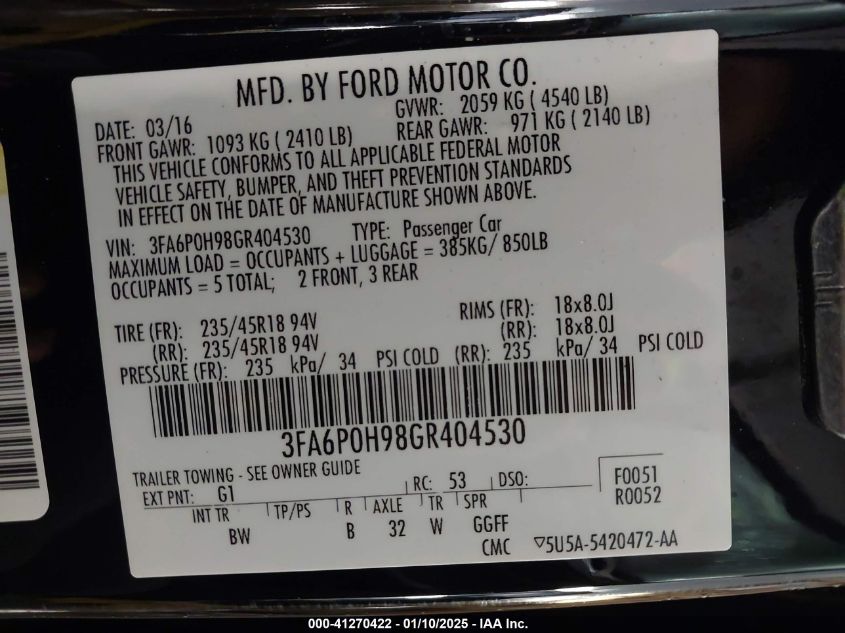 MFD. BY FORD MOTOR CO.
DATE: 03/16 GVWR: 2059 KG ( 4540 LB)
FRONT GAWR: 1093 KG ( 2410 LB) REAR GAWR: 971 KG ( 2140 LB)
THIS VEHICLE CONFORMS TO ALL APPLICABLE FEDERAL MOTOR
VEHICLE SAFETY, BUMPER, AND THEFT PREVENTION STANDARDS
IN EFFECT ON THE DATE OF MANUFACTURE SHOWN ABOVE.
VIN: 3FA6P0H98GR404530 TYPE: Passenger Car
MAXIMUM LOAD = OCCUPANTS + LUGGAGE = 385KG/ 850LB
OCCUPANTS = 5 TOTAL; 2 FRONT, 3 REAR
TIRE (FR): 235/45R18 94V RIMS (FR): 18x8.0J
(RR): 235/45R18 94V (RR): 18x8.0J
PRESSURE (FR): 235 kPa/ 34 PSI COLD (RR): 235 kPa/ 34 PSI COLD
3FA6P0H98GR404530
TRAILER TOWING - SEE OWNER GUIDE
EXT PNT: G1 RC: 53 DSO: F0051
R0052
INT TR TP/PS R AXLE TR SPR
BW B 32 W GGFF
CMC ▽5U5A-5420472-AA
000-41270422 - 01/10/2025 - IAA Inc.